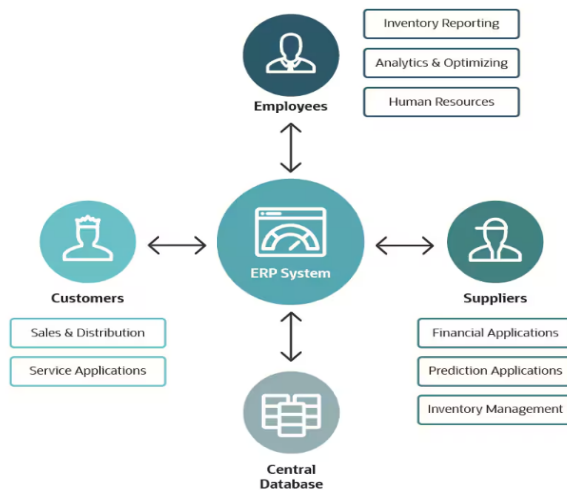 Inventory Reporting
Analytics & Optimizing
Human Resources
Employees
ERP System
Customers
Sales & Distribution
Service Applications
Suppliers
Financial Applications
Prediction Applications
Inventory Management
Central
Database